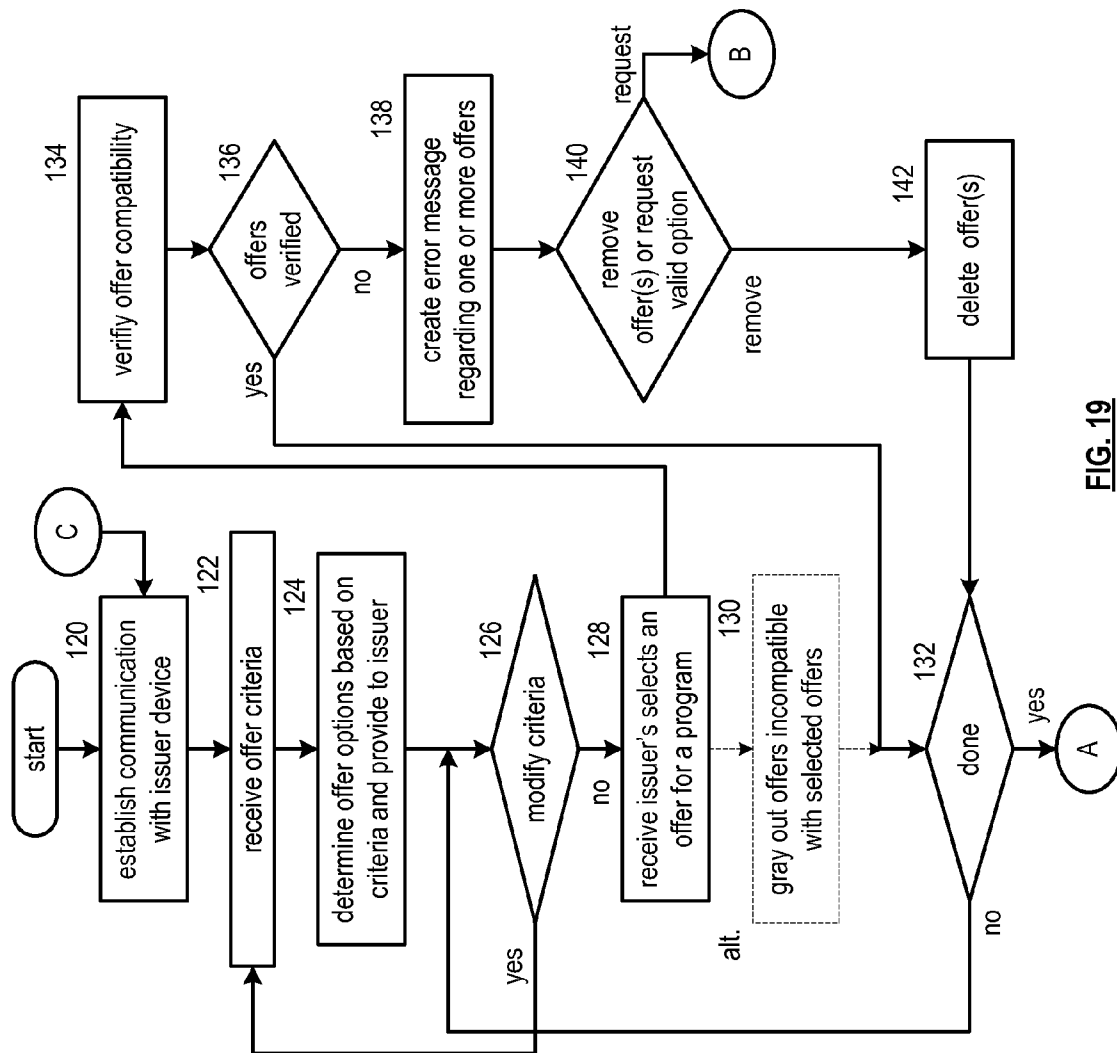 start
C
120
establish communication
with issuer device
122
receive offer criteria
124
determine offer options based on
criteria and provide to issuer
126
modify criteria
yes
no
128
receive issuer's selects an
offer for a program
130
alt.
gray out offers incompatible
with selected offers
132
done
no
yes
A
134
verifiy offer compatibility
136
offers
verified
yes
no
138
create error message
regarding one or more offers
140
remove
offer(s) or request
valid option
request
B
remove
142
delete offer(s)
FIG. 19